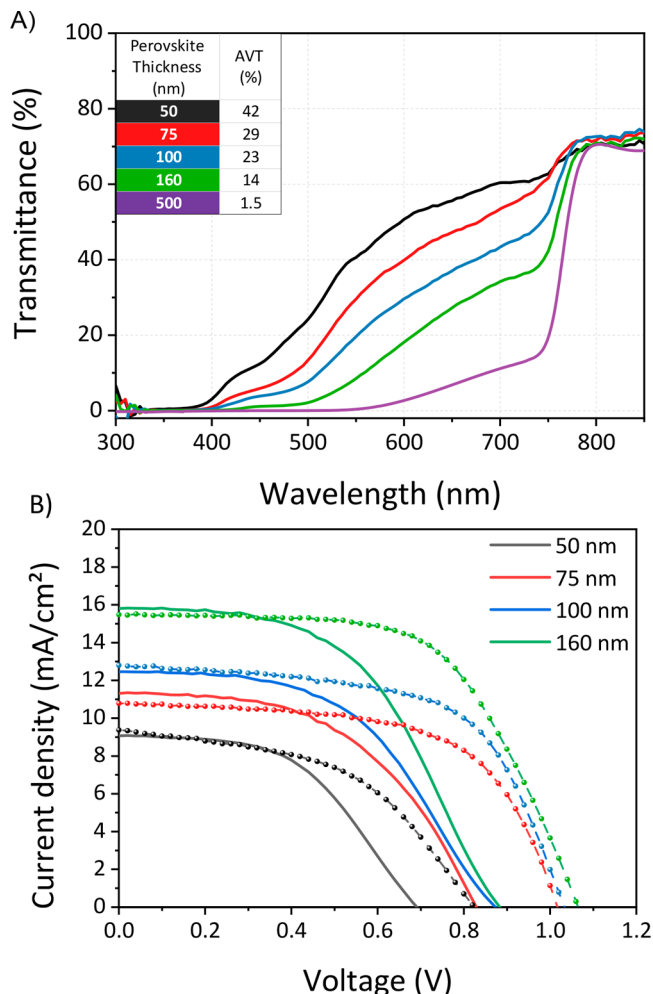 A)
Transmittance (%)
100
80
60
40
20
0
Perovskite Thickness (nm) AVT (%)
50 42
75 29
100 23
160 14
500 1.5
300 400 500 600 700 800
Wavelength (nm)
B)
Current density (mA/cm²)
20
18
16
14
12
10
8
6
4
2
0
50 nm
75 nm
100 nm
160 nm
0.0 0.2 0.4 0.6 0.8 1.0 1.2
Voltage (V)